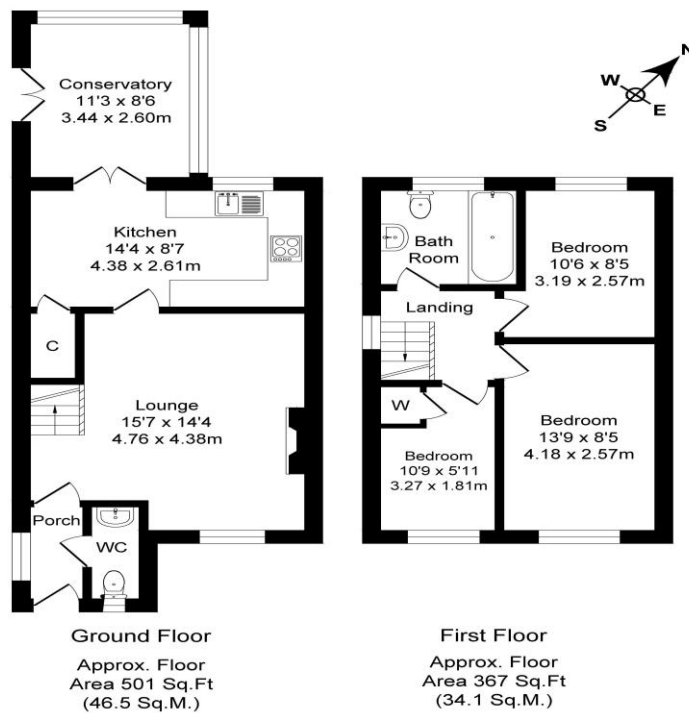 Conservatory
11'3 x 8'6
3.44 x 2.60m
Kitchen
14'4 x 8'7
4.38 x 2.61m
C
Lounge
15'7 x 14'4
4.76 x 4.38m
Porch
WC
Ground Floor
Approx. Floor
Area 501 Sq.Ft
(46.5 Sq.M.)
N
W
E
S
Bath
Room
Bedroom
10'6 x 8'5
3.19 x 2.57m
Landing
W
Bedroom
10'9 x 5'11
3.27 x 1.81m
Bedroom
13'9 x 8'5
4.18 x 2.57m
First Floor
Approx. Floor
Area 367 Sq.Ft
(34.1 Sq.M.)